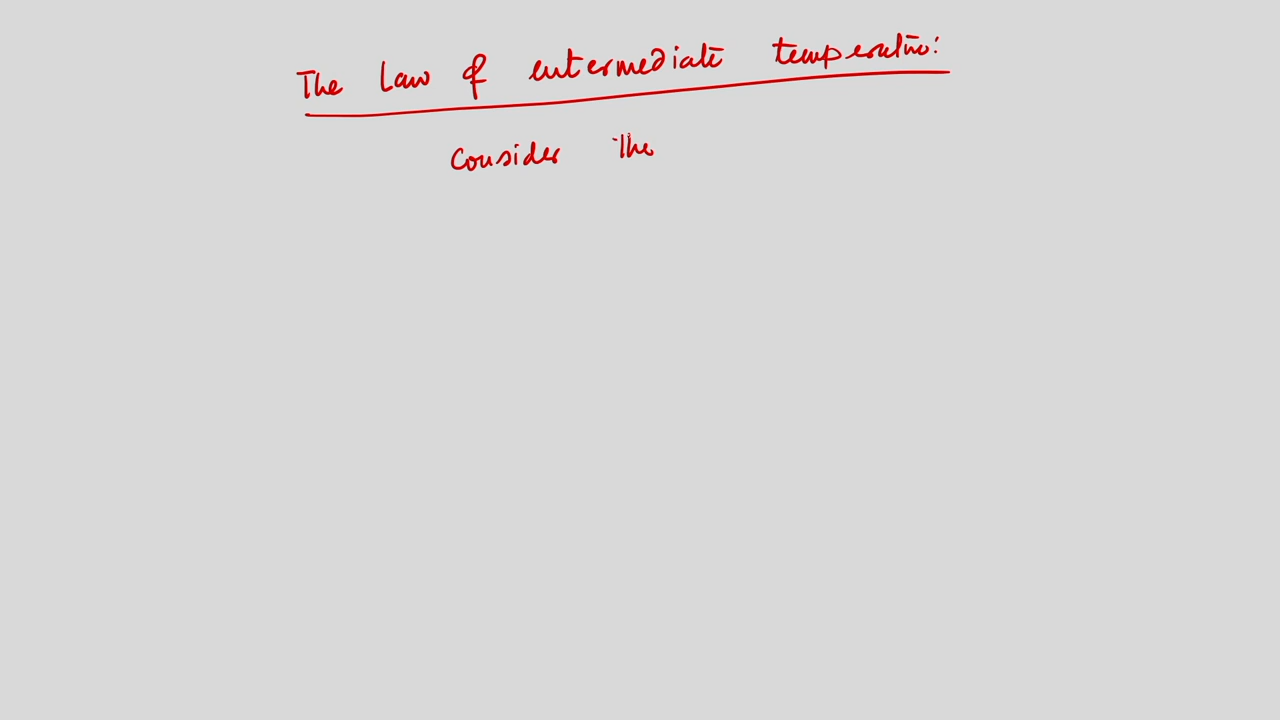 The Law of intermediate temperature:
Consider the